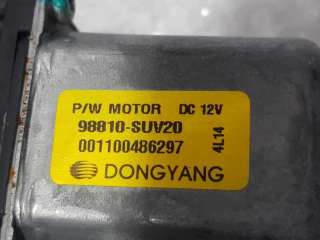 P/W MOTOR DC 12V
98810-SUV20
001100486297
4L14
DONGYANG